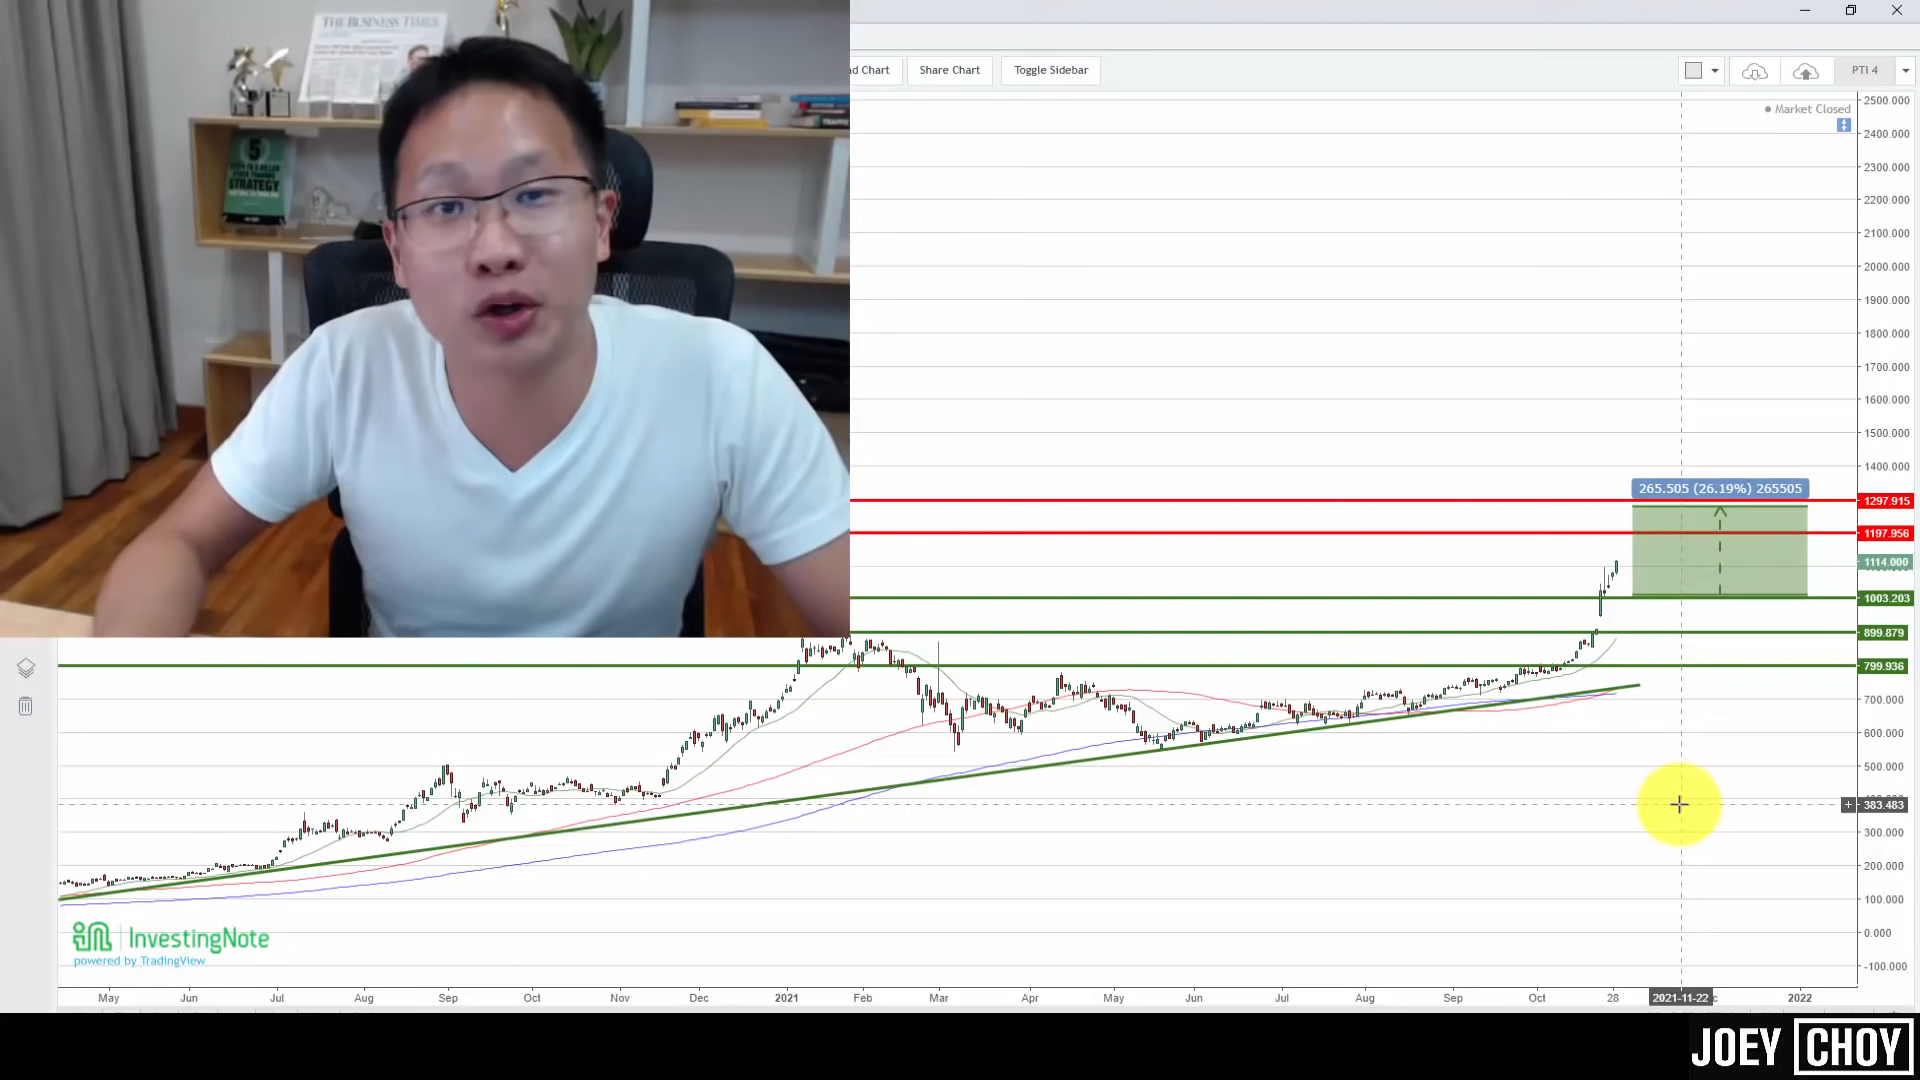 THE BUSINESS TIMES
5
STRATEGY
TRAFFIC
d Chart
Share Chart
Toggle Sidebar
PTI 4
Market Closed
2500.000
2400.000
2300.000
2200.000
2100.000
2000.000
1900.000
1800.000
1700.000
1600.000
1500.000
1400.000
265.505 (26.19%) 265505
1297.915
1197.956
1114.000
1003.203
899.879
799.936
700.000
600.000
500.000
383.483
300.000
200.000
100.000
0.000
-100.000
InvestingNote
powered by TradingView
May
Jun
Jul
Aug
Sep
Oct
Nov
Dec
2021
Feb
Mar
Apr
May
Jun
Jul
Aug
Sep
Oct
28
2021-11-22
c
2022
JOEY CHOY